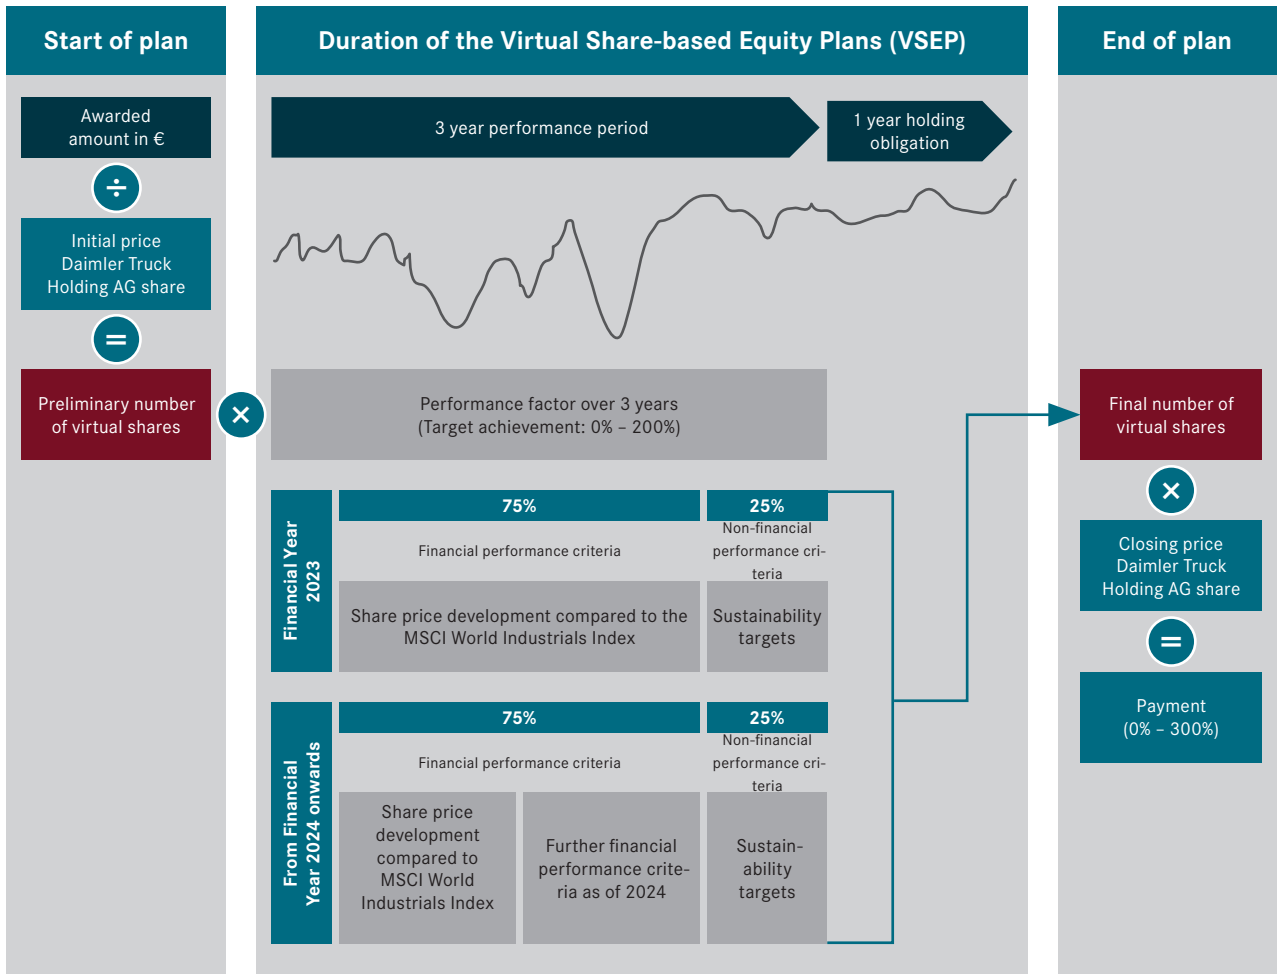 Start of plan
Duration of the Virtual Share-based Equity Plans (VSEP)
End of plan
Awarded
amount in €
÷
Initial price
Daimler Truck
Holding AG share
=
Preliminary number
of virtual shares
×
3 year performance period
1 year holding
obligation
Performance factor over 3 years
(Target achievement: 0% – 200%)
Financial Year
2023
75%
Financial performance criteria
Share price development compared to the
MSCI World Industrials Index
25%
Non-financial
performance cri-
teria
Sustainability
targets
From Financial
Year 2024 onwards
75%
Financial performance criteria
Share price
development
compared to
MSCI World
Industrials Index
Further financial
performance crite-
ria as of 2024
25%
Non-financial
performance cri-
teria
Sustain-
ability
targets
Final number of
virtual shares
×
Closing price
Daimler Truck
Holding AG share
=
Payment
(0% – 300%)